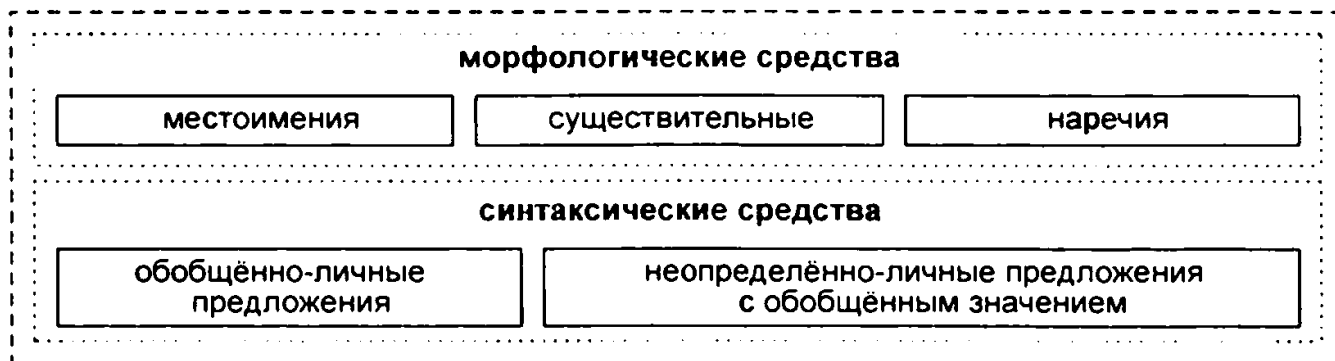 морфологические средства
местоимения существительные наречия
синтаксические средства
обобщённо-личные неопределённо-личные предложения
предложения с обобщённым значением